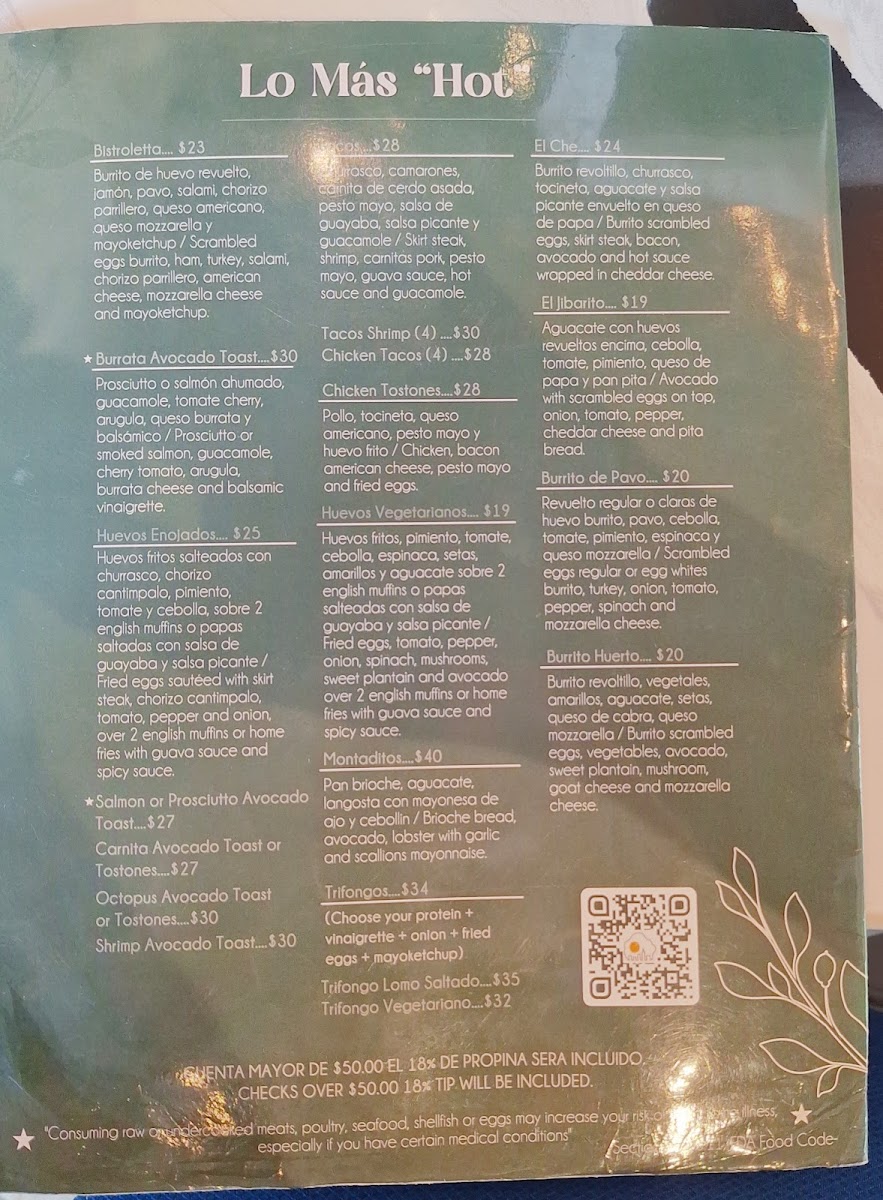 Lo Más "Hot"
Bistroletta.... $23
Burrito de huevo revuelto,
jamón, pavo, salami, chorizo
parrillero, queso americano,
queso mozzarella y
mayoketchup / Scrambled
eggs burrito, ham, turkey, salami,
chorizo parrillero, american
cheese, mozzarella cheese
and mayoketchup.
★ Burrata Avocado Toast....$30
Prosciutto o salmón ahumado,
guacamole, tomate cherry,
arugula, queso burrata y
balsámico / Prosciutto or
smoked salmon, guacamole,
cherry tomato, arugula,
burrata cheese and balsamic
vinaigrette.
Huevos Enojados.... $25
Huevos fritos salteados con
churrasco, chorizo
cantimpalo, pimiento,
tomate y cebolla, sobre 2
english muffins o papas
saltadas con salsa de
guayaba y salsa picante /
Fried eggs sautéed with skirt
steak, chorizo cantimpalo,
tomato, pepper and onion,
over 2 english muffins or home
fries with guava sauce and
spicy sauce.
★ Salmon or Prosciutto Avocado
Toast....$27
Carnita Avocado Toast or
Tostones....$27
Octopus Avocado Toast
or Tostones....$30
Shrimp Avocado Toast....$30
Tacos...$28
Churrasco, camarones,
carnita de cerdo asada,
pesto mayo, salsa de
guayaba, salsa picante y
guacamole / Skirt steak,
shrimp, carnitas pork, pesto
mayo, guava sauce, hot
sauce and guacamole.
Tacos Shrimp (4) ....$30
Chicken Tacos (4) ....$28
Chicken Tostones....$28
Pollo, tocineta, queso
americano, pesto mayo y
huevo frito / Chicken, bacon
american cheese, pesto mayo
and fried eggs.
Huevos Vegetarianos.... $19
Huevos fritos, pimiento, tomate,
cebolla, espinaca, setas,
amarillos y aguacate sobre 2
english muffins o papas
salteadas con salsa de
guayaba y salsa picante /
Fried eggs, tomato, pepper,
onion, spinach, mushrooms,
sweet plantain and avocado
over 2 english muffins or home
fries with guava sauce and
spicy sauce.
Montaditos....$40
Pan brioche, aguacate,
langosta con mayonesa de
ajo y cebollin / Brioche bread,
avocado, lobster with garlic
and scallions mayonnaise.
Trifongos....$34
(Choose your protein +
vinaigrette + onion + fried
eggs + mayoketchup)
Trifongo Lomo Saltado....$35
Trifongo Vegetariano....$32
El Che.... $24
Burrito revoltillo, churrasco,
tocineta, aguacate y salsa
picante envuelto en queso
de papa / Burrito scrambled
eggs, skirt steak, bacon,
avocado and hot sauce
wrapped in cheddar cheese.
El Jibarito.... $19
Aguacate con huevos
revueltos encima, cebolla,
tomate, pimiento, queso de
papa y pan pita / Avocado
with scrambled eggs on top,
onion, tomato, pepper,
cheddar cheese and pita
bread.
Burrito de Pavo.... $20
Revuelto regular o claras de
huevo burrito, pavo, cebolla,
tomate, pimiento, espinaca y
queso mozzarella / Scrambled
eggs regular or egg whites
burrito, turkey, onion, tomato,
pepper, spinach and
mozzarella cheese.
Burrito Huerto.... $20
Burrito revoltillo, vegetales,
amarillos, aguacate, setas,
queso de cabra, queso
mozzarella / Burrito scrambled
eggs, vegetables, avocado,
sweet plantain, mushroom,
goat cheese and mozzarella
cheese.
CUENTA MAYOR DE $50.00 EL 18% DE PROPINA SERA INCLUIDO.
CHECKS OVER $50.00 18% TIP WILL BE INCLUDED.
★ "Consuming raw or undercooked meats, poultry, seafood, shellfish or eggs may increase your risk illness, ★
especially if you have certain medical conditions"
FDA Food Code-